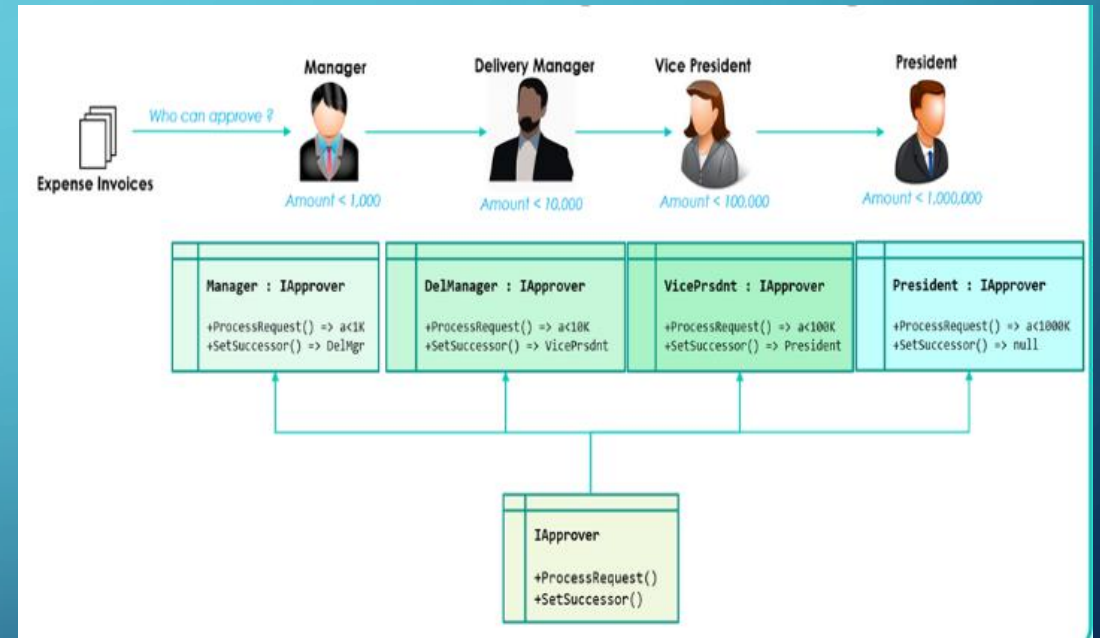 Manager
Delivery Manager
Vice President
President
Who can approve ?
Expense Invoices
Amount < 1,000
Amount < 10,000
Amount < 100,000
Amount < 1,000,000
Manager : IApprover
+ProcessRequest() => a<1K
+SetSuccessor() => DelMgr
DelManager : IApprover
+ProcessRequest() => a<10K
+SetSuccessor() => VicePrsdnt
VicePrsdnt : IApprover
+ProcessRequest() => a<100K
+SetSuccessor() => President
President : IApprover
+ProcessRequest() => a<1000K
+SetSuccessor() => null
IApprover
+ProcessRequest()
+SetSuccessor()